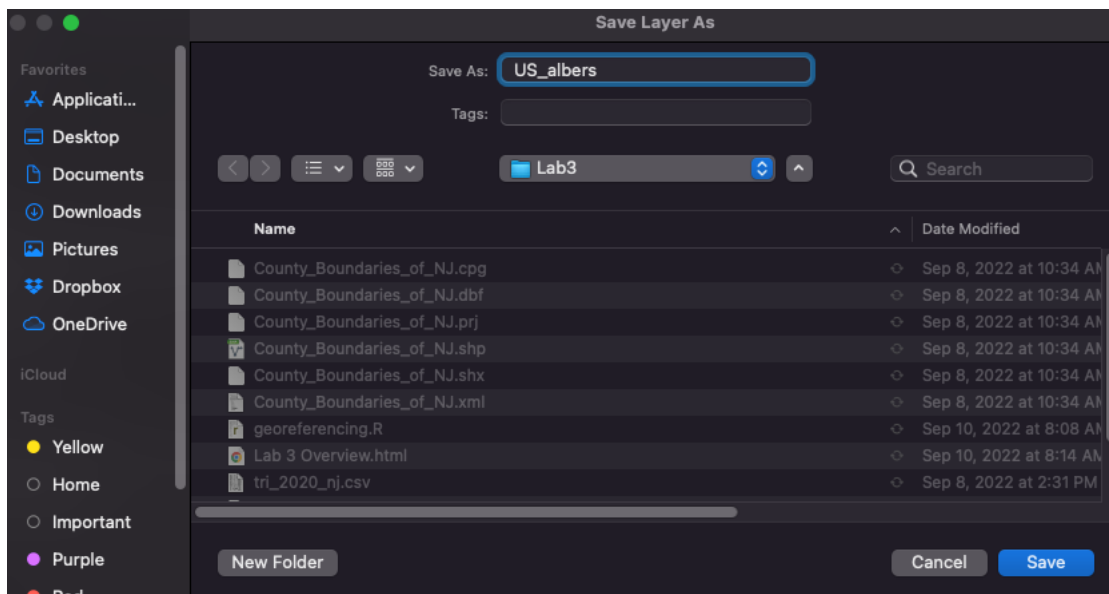 Save Layer As
Favorites
Applicati...
Desktop
Documents
Downloads
Pictures
Dropbox
OneDrive
iCloud
Tags
Yellow
Home
Important
Purple
Save As: US_albers
Tags:
Lab3
Search
Name Date Modified
County_Boundaries_of_NJ.cpg Sep 8, 2022 at 10:34 AM
County_Boundaries_of_NJ.dbf Sep 8, 2022 at 10:34 AM
County_Boundaries_of_NJ.prj Sep 8, 2022 at 10:34 AM
County_Boundaries_of_NJ.shp Sep 8, 2022 at 10:34 AM
County_Boundaries_of_NJ.shx Sep 8, 2022 at 10:34 AM
County_Boundaries_of_NJ.xml Sep 8, 2022 at 10:34 AM
georeferencing.R Sep 10, 2022 at 8:08 AM
Lab 3 Overview.html Sep 10, 2022 at 8:14 AM
tri_2020_nj.csv Sep 8, 2022 at 2:31 PM
New Folder Cancel Save